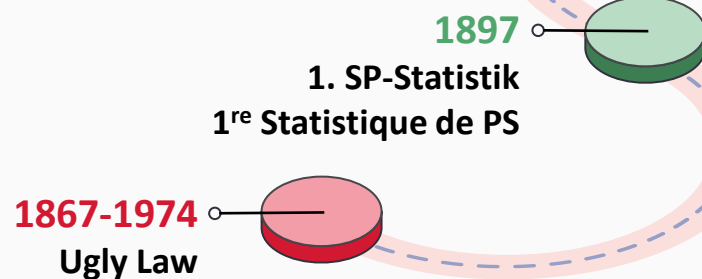 1897
1. SP-Statistik
1re Statistique de PS
1867-1974
Ugly Law